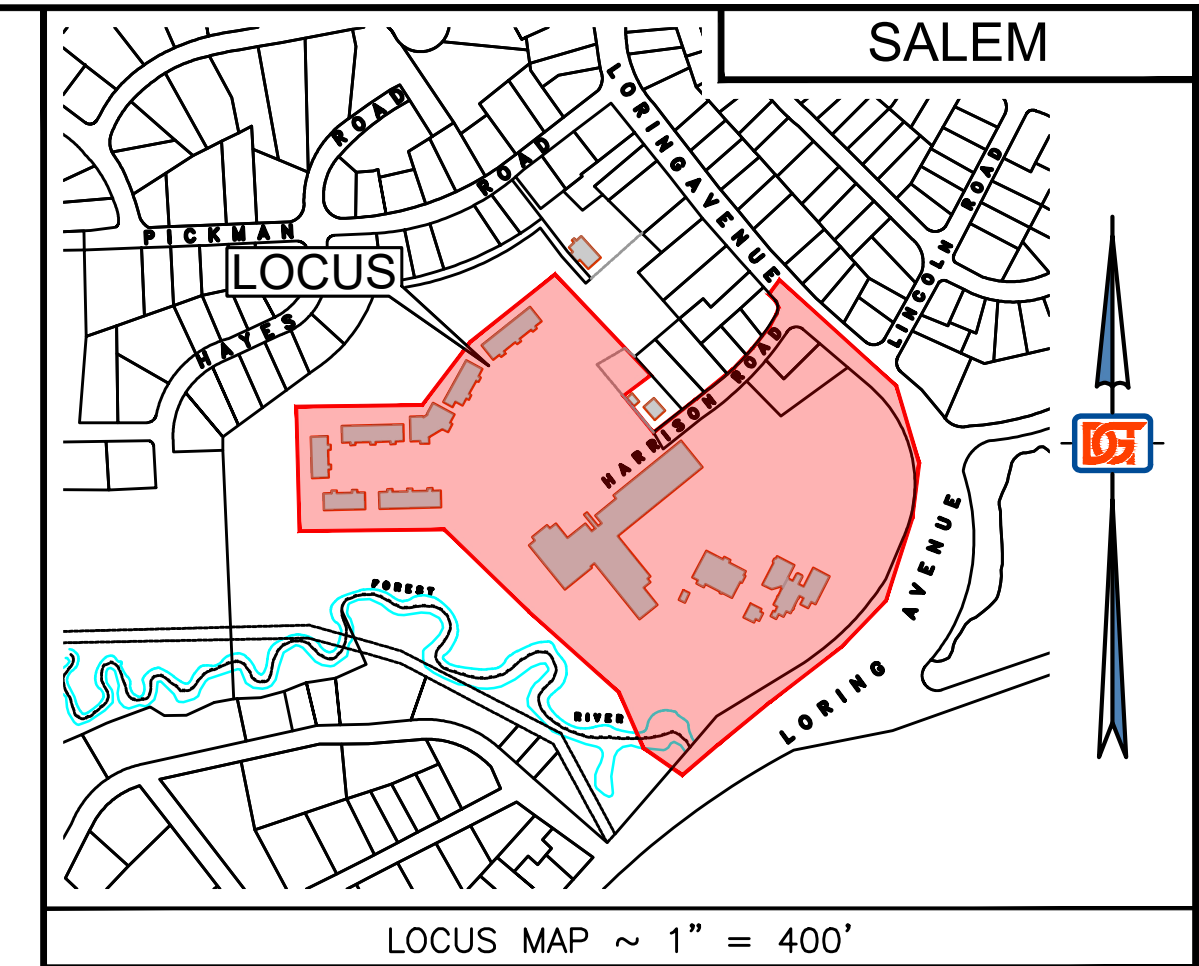 SALEM
LORING AVENUE
ROAD
ROAD
LINCOLN ROAD
PICKMAN
LOCUS
HAYES
HARRISON ROAD
DGT
FOREST
RIVER
LORING AVENUE
LOCUS MAP ~ 1" = 400'